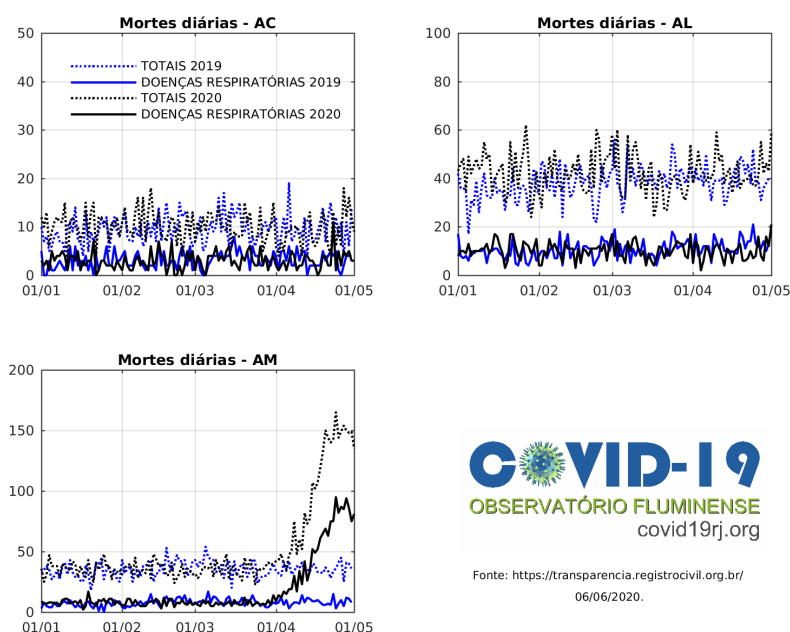 Mortes diárias - AC
50
40
30
20
10
0
01/01 01/02 01/03 01/04 01/05
TOTAIS 2019
DOENÇAS RESPIRATÓRIAS 2019
TOTAIS 2020
DOENÇAS RESPIRATÓRIAS 2020
Mortes diárias - AL
100
80
60
40
20
0
01/01 01/02 01/03 01/04 01/05
Mortes diárias - AM
200
150
100
50
0
01/01 01/02 01/03 01/04 01/05
COVID-19
OBSERVATÓRIO FLUMINENSE
covid19rj.org
Fonte: https://transparencia.registrocivil.org.br/
06/06/2020.